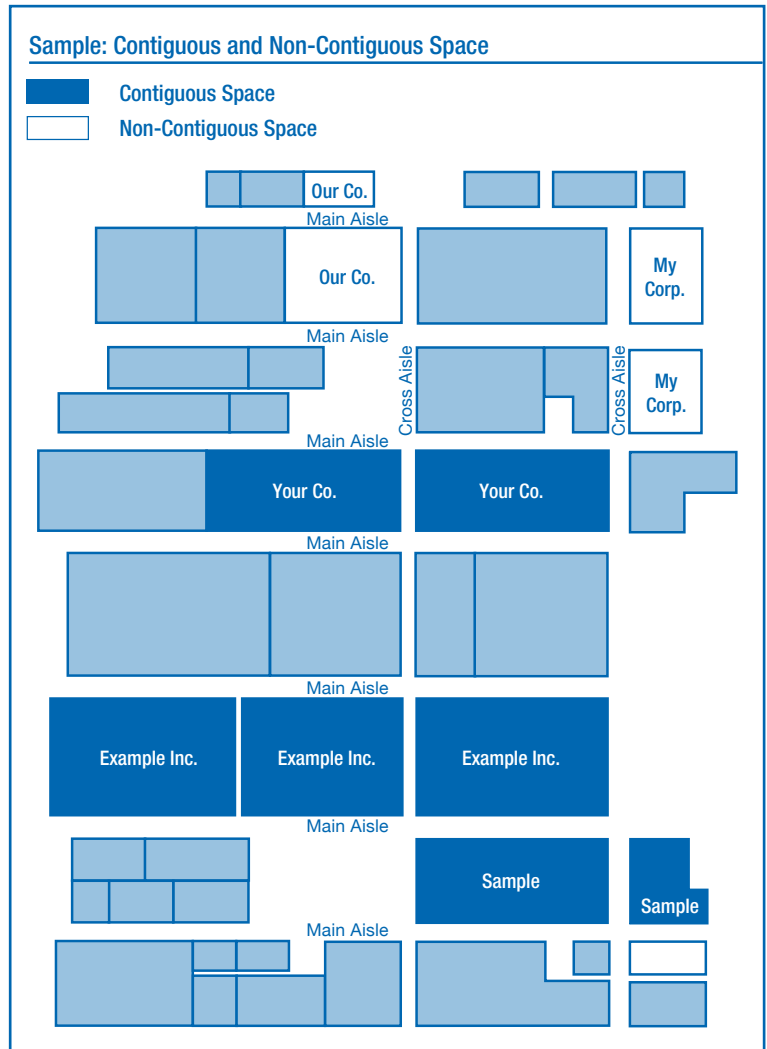 Sample: Contiguous and Non-Contiguous Space
Contiguous Space
Non-Contiguous Space
Our Co.
Main Aisle
Our Co.
My
Corp.
Main Aisle
Cross Aisle
Cross Aisle
My
Corp.
Main Aisle
Your Co.
Your Co.
Main Aisle
Main Aisle
Example Inc.
Example Inc.
Example Inc.
Main Aisle
Sample
Sample
Main Aisle